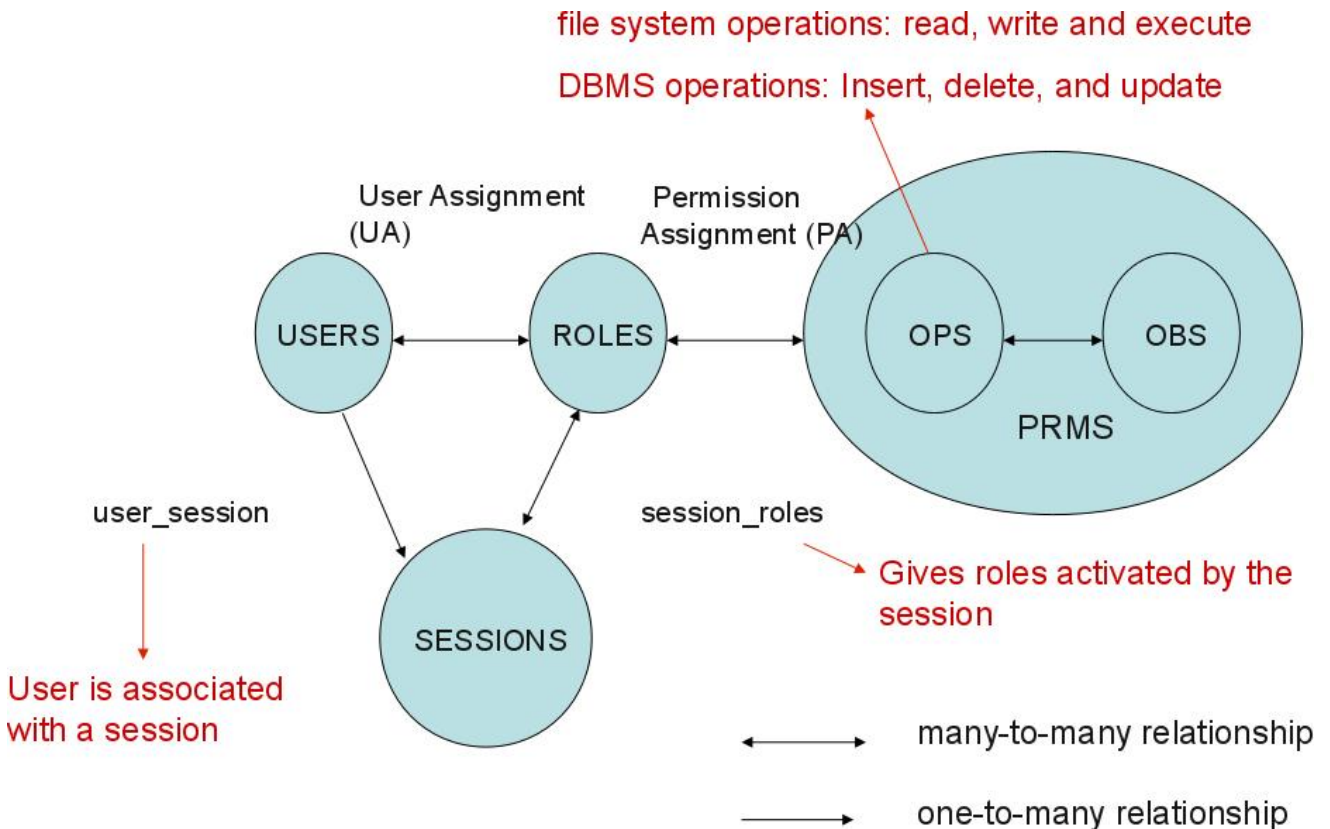 file system operations: read, write and execute
DBMS operations: Insert, delete, and update
User Assignment
(UA)
Permission
Assignment (PA)
USERS
ROLES
OPS
OBS
PRMS
user_session
session_roles
Gives roles activated by the
session
SESSIONS
User is associated
with a session
many-to-many relationship
one-to-many relationship